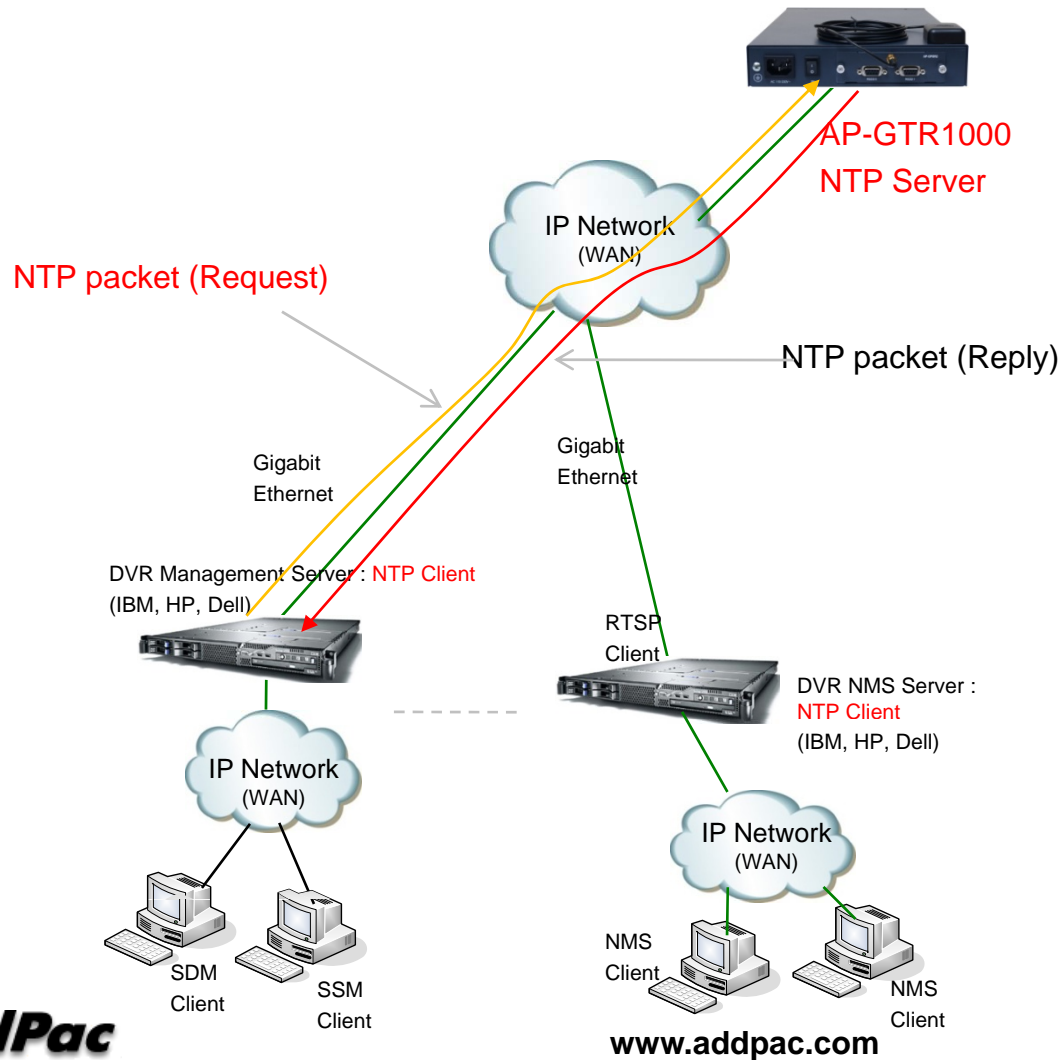 AP-GTR1000
NTP Server
IP Network
(WAN)
NTP packet (Request)
NTP packet (Reply)
Gigabit
Ethernet
Gigabit
Ethernet
DVR Management Server : NTP Client
(IBM, HP, Dell)
RTSP
Client
DVR NMS Server :
NTP Client
(IBM, HP, Dell)
IP Network
(WAN)
IP Network
(WAN)
SDM
Client
SSM
Client
NMS
Client
NMS
Client
www.addpac.com